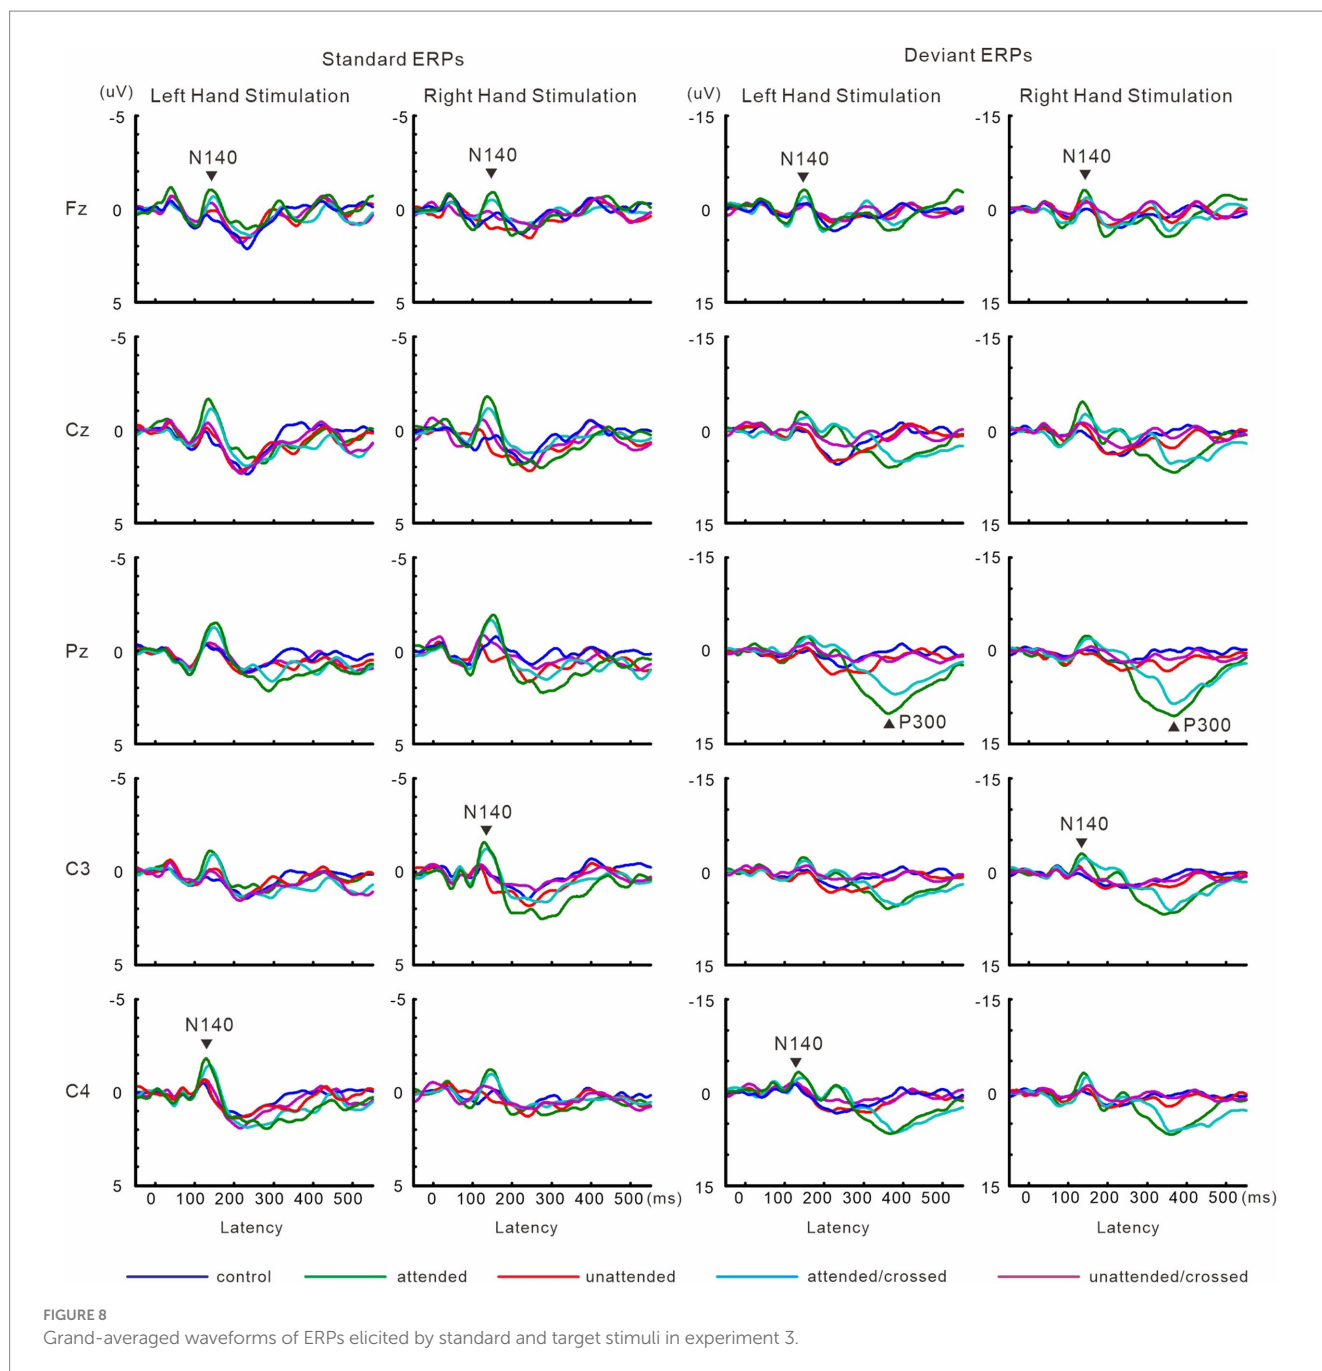 Standard ERPs
Deviant ERPs
(uV) Left Hand Stimulation Right Hand Stimulation (uV) Left Hand Stimulation Right Hand Stimulation
-5 -5 -15 -15
N140 N140 N140 N140
Fz 0 0 0 0
5 5 15 15
-5 -5 -15 -15
Cz 0 0 0 0
5 5 15 15
-5 -5 -15 -15
Pz 0 0 0 0
▲P300 ▲P300
5 5 15 15
-5 -5 -15 -15
N140 N140
C3 0 0 0 0
5 5 15 15
-5 -5 -15 -15
N140 N140
C4 0 0 0 0
5 5 15 15
0 100 200 300 400 500 0 100 200 300 400 500 (ms) 0 100 200 300 400 500 0 100 200 300 400 500 (ms)
Latency Latency Latency Latency
control attended unattended attended/crossed unattended/crossed
FIGURE 8
Grand-averaged waveforms of ERPs elicited by standard and target stimuli in experiment 3.